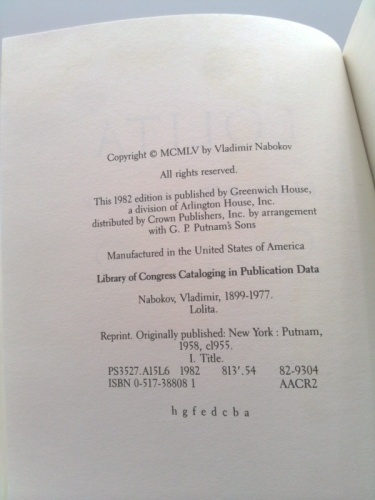 Copyright © MCMLV by Vladimir Nabokov
All rights reserved.
This 1982 edition is published by Greenwich House,
a division of Arlington House, Inc.
distributed by Crown Publishers, Inc. by arrangement
with G. P. Putnam's Sons
Manufactured in the United States of America
Library of Congress Cataloging in Publication Data
Nabokov, Vladimir, 1899-1977.
Lolita.
Reprint. Originally published: New York : Putnam,
1958, cl955.
I. Title.
PS3527.A15L6 1982 813'.54 82-9304
ISBN 0-517-38808 1 AACR2
h g f e d c b a